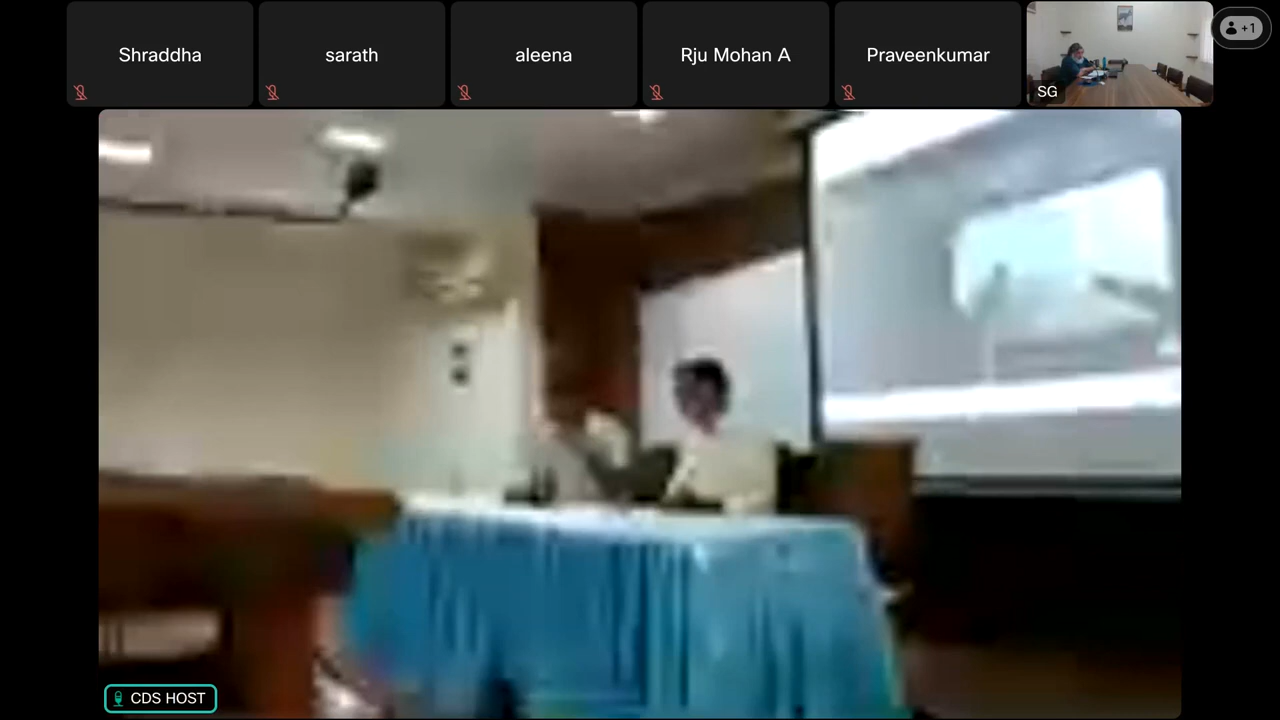 Shraddha
sarath
aleena
Rju Mohan A
Praveenkumar
SG
+1
CDS HOST